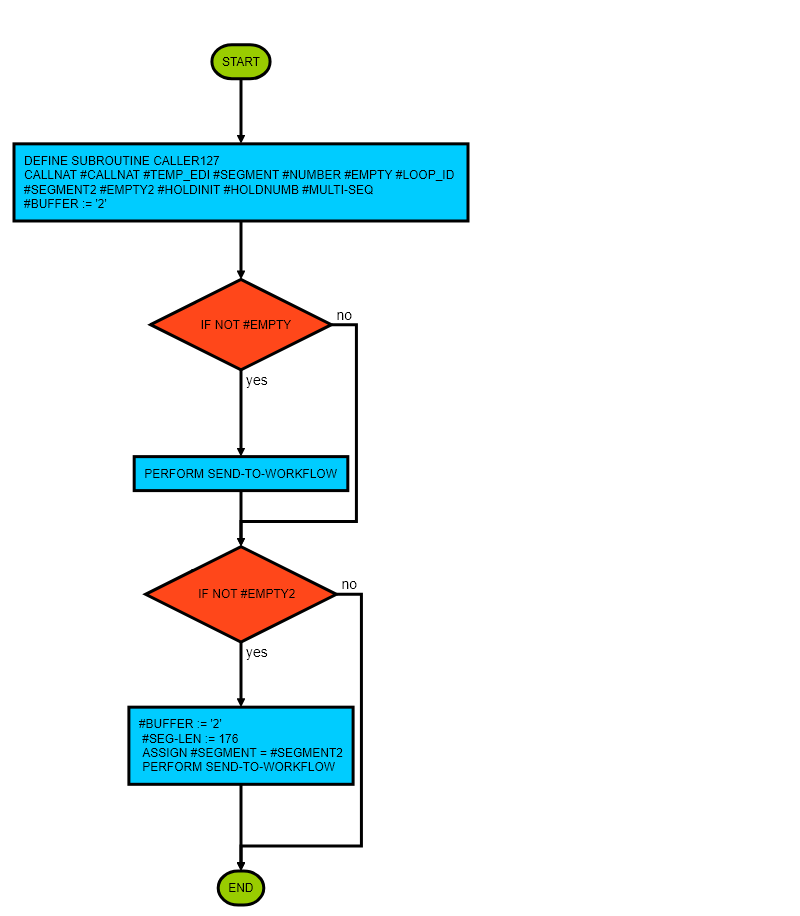 START
DEFINE SUBROUTINE CALLER127
CALLNAT #CALLNAT #TEMP_EDI #SEGMENT #NUMBER #EMPTY #LOOP_ID
#SEGMENT2 #EMPTY2 #HOLDINIT #HOLDNUMB #MULTI-SEQ
#BUFFER := '2'
IF NOT #EMPTY
no
yes
PERFORM SEND-TO-WORKFLOW
IF NOT #EMPTY2
no
yes
#BUFFER := '2'
#SEG-LEN := 176
ASSIGN #SEGMENT = #SEGMENT2
PERFORM SEND-TO-WORKFLOW
END